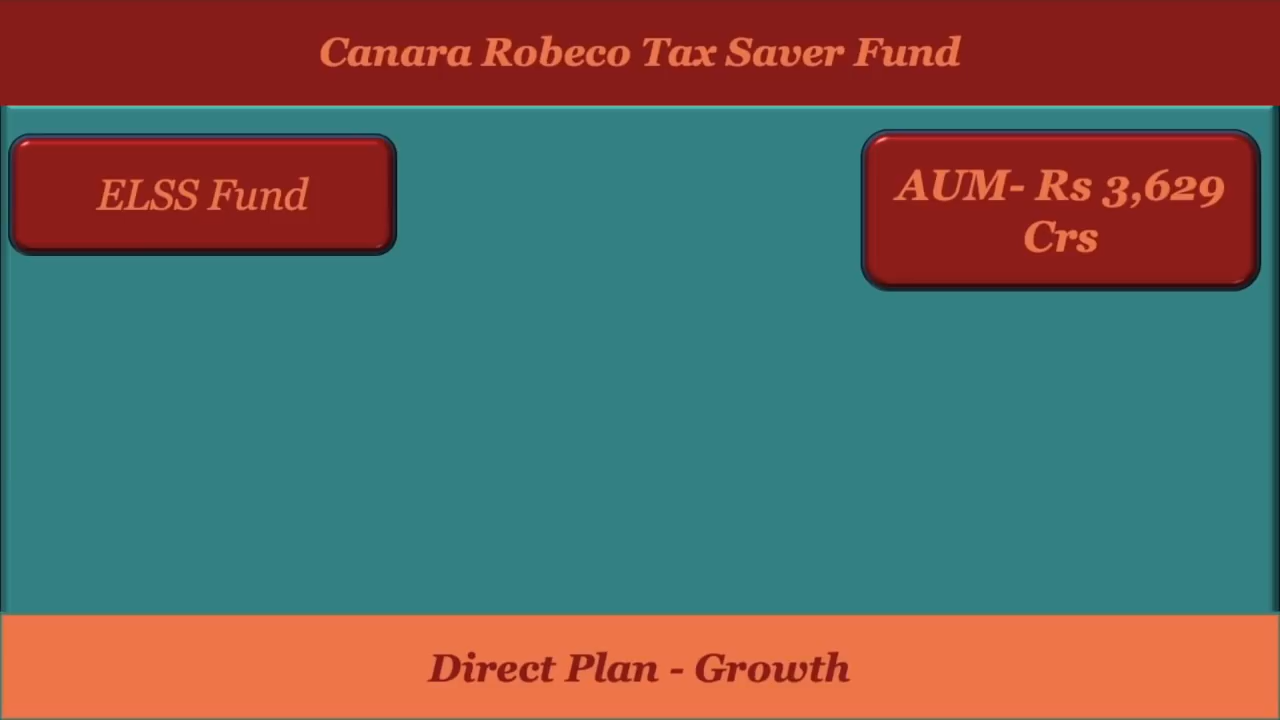 Canara Robeco Tax Saver Fund
ELSS Fund
AUM- Rs 3,629
Crs
Direct Plan - Growth